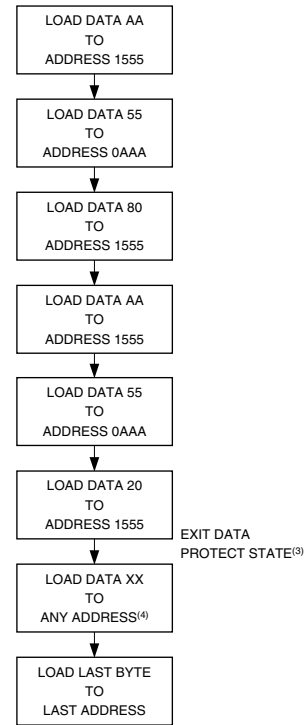 LOAD DATA AA
TO
ADDRESS 1555
LOAD DATA 55
TO
ADDRESS 0AAA
LOAD DATA 80
TO
ADDRESS 1555
LOAD DATA AA
TO
ADDRESS 1555
LOAD DATA 55
TO
ADDRESS 0AAA
LOAD DATA 20
TO
ADDRESS 1555
EXIT DATA
PROTECT STATE(3)
LOAD DATA XX
TO
ANY ADDRESS(4)
LOAD LAST BYTE
TO
LAST ADDRESS